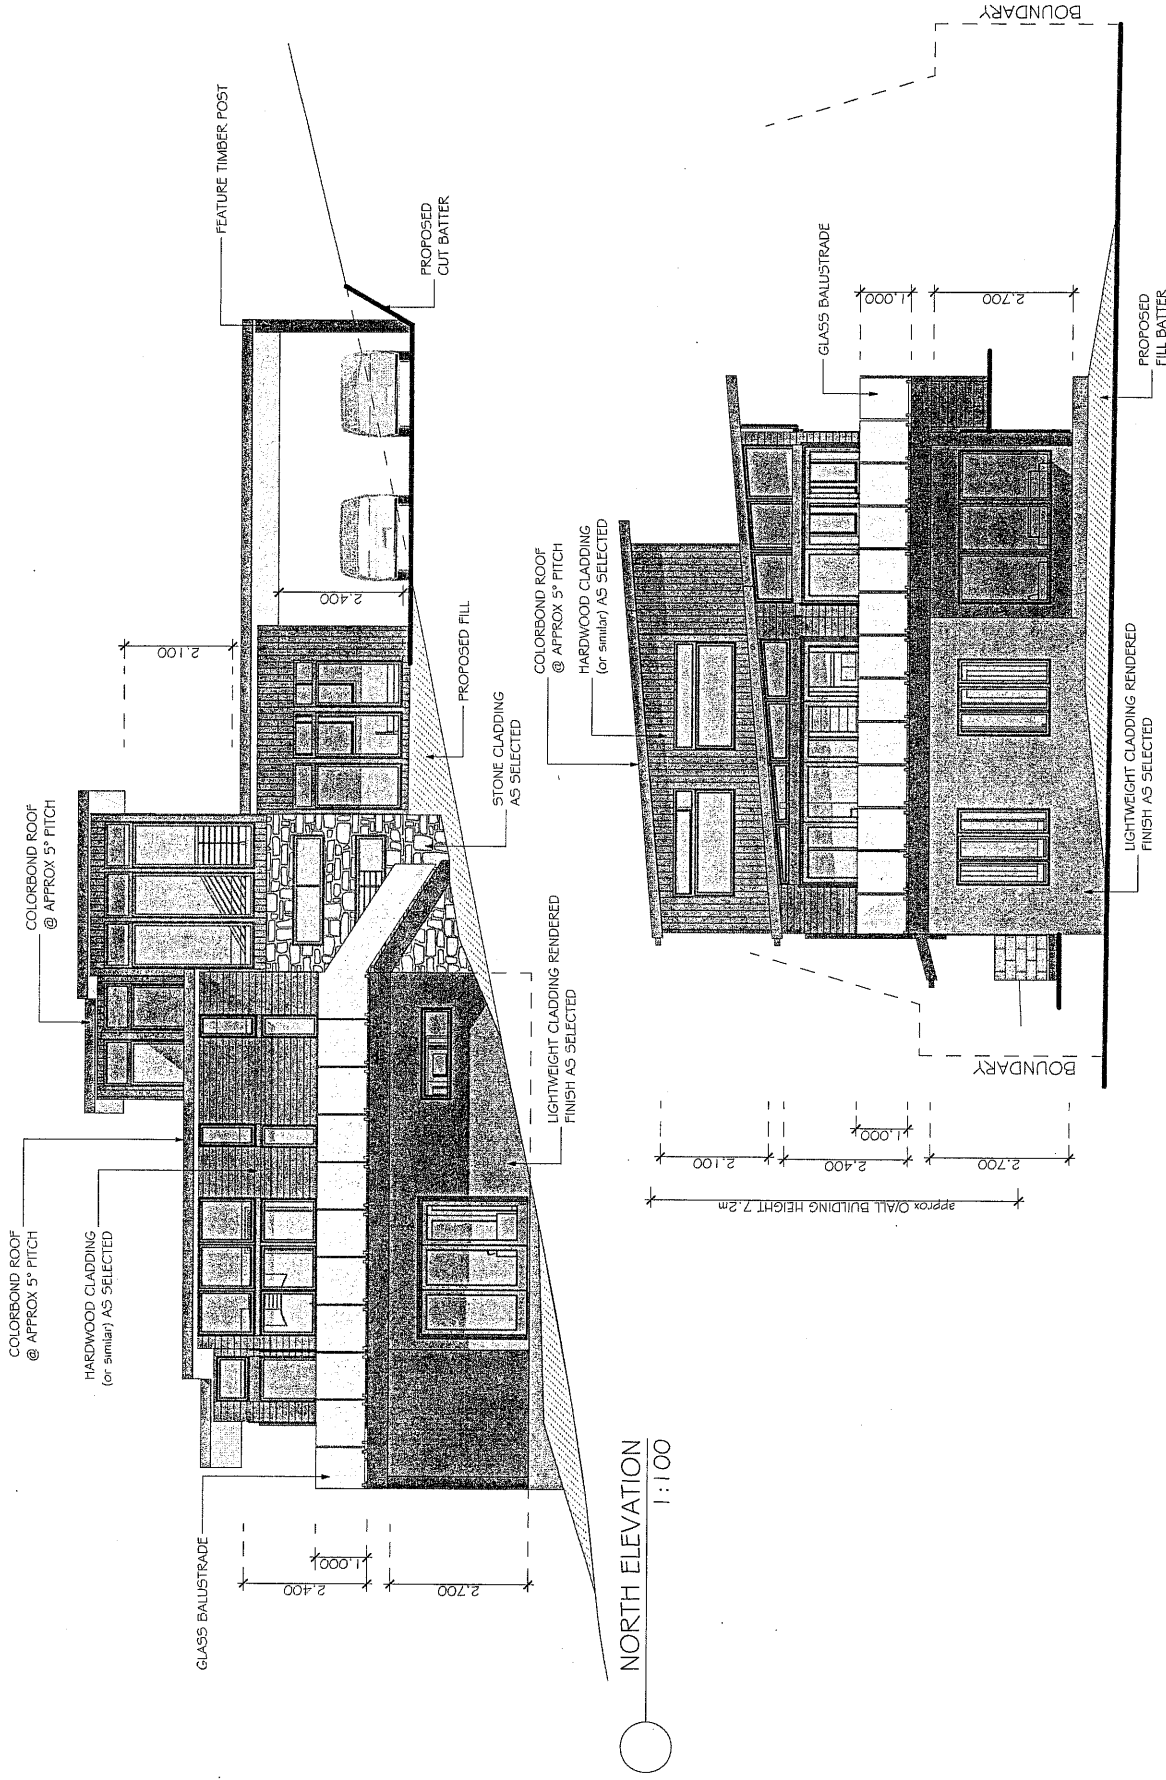 COLORBOND ROOF
@ APPROX 5° PITCH
HARDWOOD CLADDING
(or similar) AS SELECTED
GLASS BALUSTRADE
COLORBOND ROOF
@ APPROX 5° PITCH
FEATURE TIMBER POST
2.100
2.400
2.400
1.000
2.700
PROPOSED
CUT BATTER
PROPOSED FILL
STONE CLADDING
AS SELECTED
LIGHTWEIGHT CLADDING RENDERED
FINISH AS SELECTED
NORTH ELEVATION
1:100
COLORBOND ROOF
@ APPROX 5° PITCH
HARDWOOD CLADDING
(or similar) AS SELECTED
GLASS BALUSTRADE
1.000
2.700
approx O/ALL BUILDING HEIGHT 7.2m
2.100
2.400
1.000
2.700
BOUNDARY
BOUNDARY
LIGHTWEIGHT CLADDING RENDERED
FINISH AS SELECTED
PROPOSED
FILL BATTER